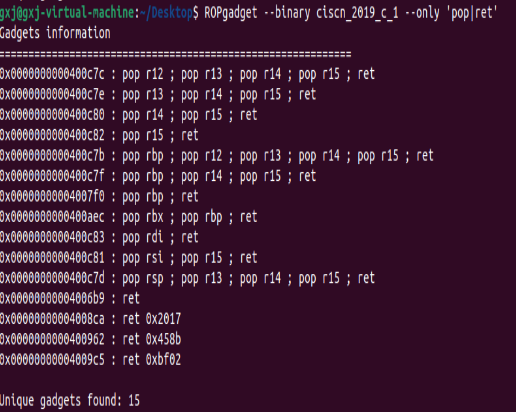 gxj@gxj-virtual-machine:~/Desktop$ ROPgadget --binary ciscn_2019_c_1 --only 'pop|ret'
Gadgets information
============================================================
0x0000000000400c7c : pop r12 ; pop r13 ; pop r14 ; pop r15 ; ret
0x0000000000400c7e : pop r13 ; pop r14 ; pop r15 ; ret
0x0000000000400c80 : pop r14 ; pop r15 ; ret
0x0000000000400c82 : pop r15 ; ret
0x0000000000400c7b : pop rbp ; pop r12 ; pop r13 ; pop r14 ; pop r15 ; ret
0x0000000000400c7f : pop rbp ; pop r14 ; pop r15 ; ret
0x00000000004007f0 : pop rbp ; ret
0x0000000000400aec : pop rbx ; pop rbp ; ret
0x0000000000400c83 : pop rdi ; ret
0x0000000000400c81 : pop rsi ; pop r15 ; ret
0x0000000000400c7d : pop rsp ; pop r13 ; pop r14 ; pop r15 ; ret
0x00000000004006b9 : ret
0x00000000004008ca : ret 0x2017
0x0000000000400962 : ret 0x458b
0x00000000004009c5 : ret 0xbf02
Unique gadgets found: 15